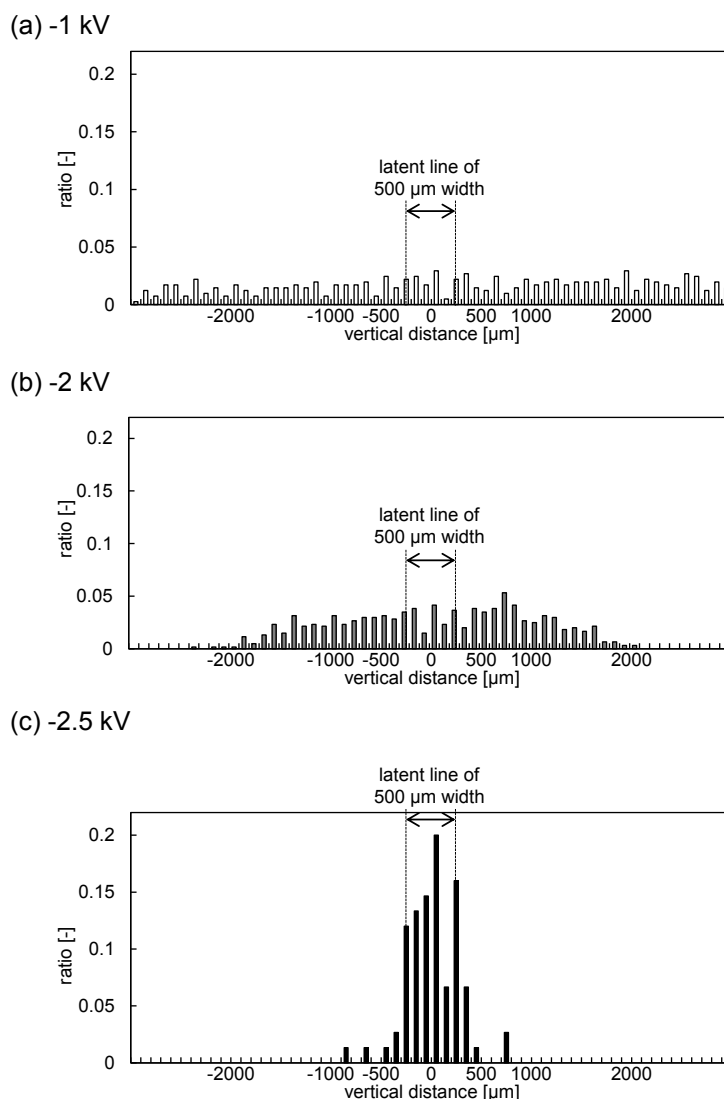 (a) -1 kV
0.2
0.15
0.1
0.05
0
ratio [-]
latent line of
500 µm width
-2000 -1000 -500 0 500 1000 2000
vertical distance [µm]
(b) -2 kV
0.2
0.15
0.1
0.05
0
ratio [-]
latent line of
500 µm width
-2000 -1000 -500 0 500 1000 2000
vertical distance [µm]
(c) -2.5 kV
latent line of
500 µm width
0.2
0.15
0.1
0.05
0
ratio [-]
-2000 -1000 -500 0 500 1000 2000
vertical distance [µm]